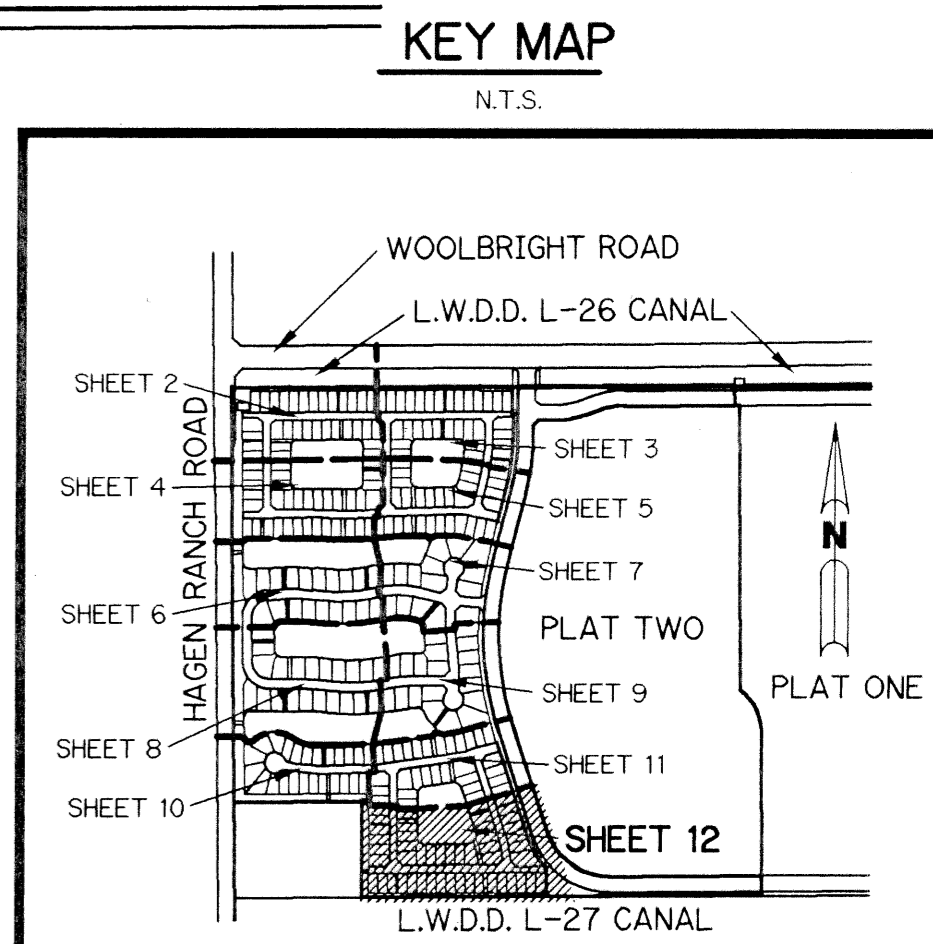 KEY MAP
N.T.S.
WOOLBRIGHT ROAD
L.W.D.D. L-26 CANAL
SHEET 2
SHEET 3
HAGEN RANCH ROAD
SHEET 4
SHEET 5
N
SHEET 7
SHEET 6
PLAT TWO
PLAT ONE
SHEET 9
SHEET 8
SHEET 11
SHEET 10
SHEET 12
L.W.D.D. L-27 CANAL